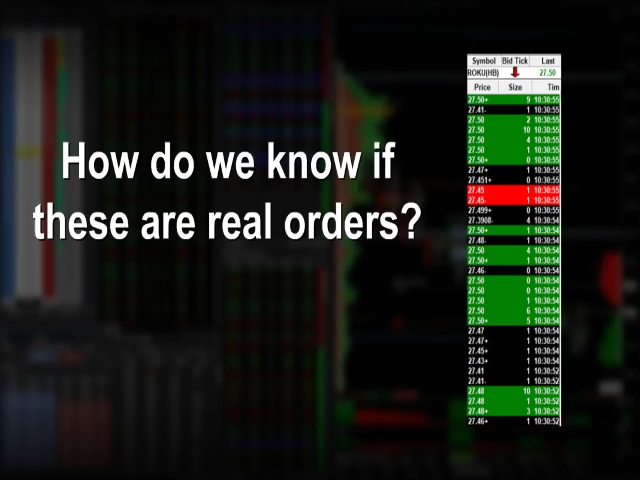 How do we know if
these are real orders?
Symbol Bid Tick Last
ROKU(HB) 27.50
Price Size Tim
27.50+ 9 10:30:55
27.41- 1 10:30:55
27.50 2 10:30:55
27.50 10 10:30:55
27.50 4 10:30:55
27.50 1 10:30:55
27.50+ 0 10:30:55
27.47+ 1 10:30:55
27.451+ 0 10:30:55
27.45 1 10:30:55
27.45- 1 10:30:55
27.499+ 0 10:30:55
27.3908- 4 10:30:54
27.50+ 1 10:30:54
27.48- 1 10:30:54
27.50 4 10:30:54
27.50+ 1 10:30:54
27.46- 0 10:30:54
27.50 0 10:30:54
27.50 0 10:30:54
27.50 1 10:30:54
27.50 6 10:30:54
27.50+ 5 10:30:54
27.47 1 10:30:54
27.47+ 1 10:30:54
27.45+ 1 10:30:54
27.43+ 1 10:30:54
27.41 1 10:30:52
27.41- 1 10:30:52
27.48 10 10:30:52
27.48 1 10:30:52
27.48+ 3 10:30:52
27.46+ 1 10:30:52